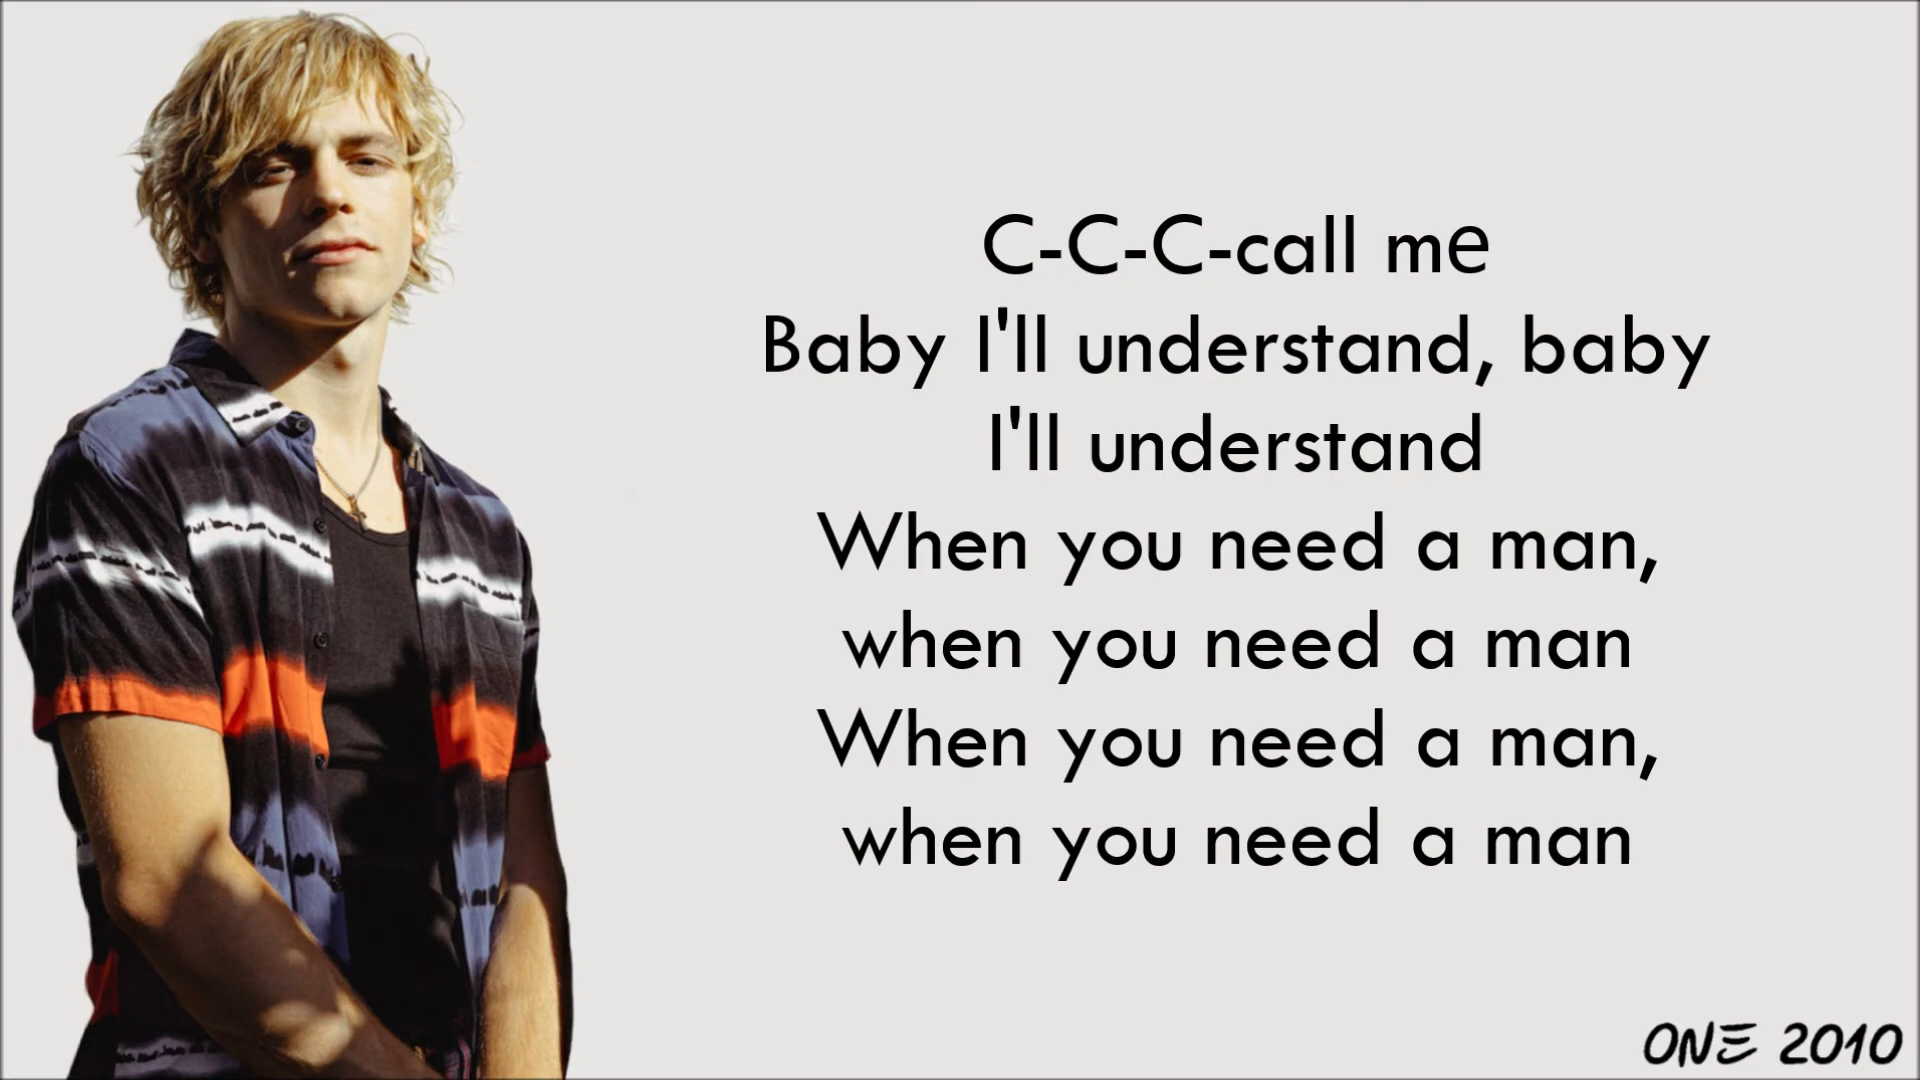 C-C-C-call me
Baby I'll understand, baby
I'll understand
When you need a man,
when you need a man
When you need a man,
when you need a man
ONE 2010